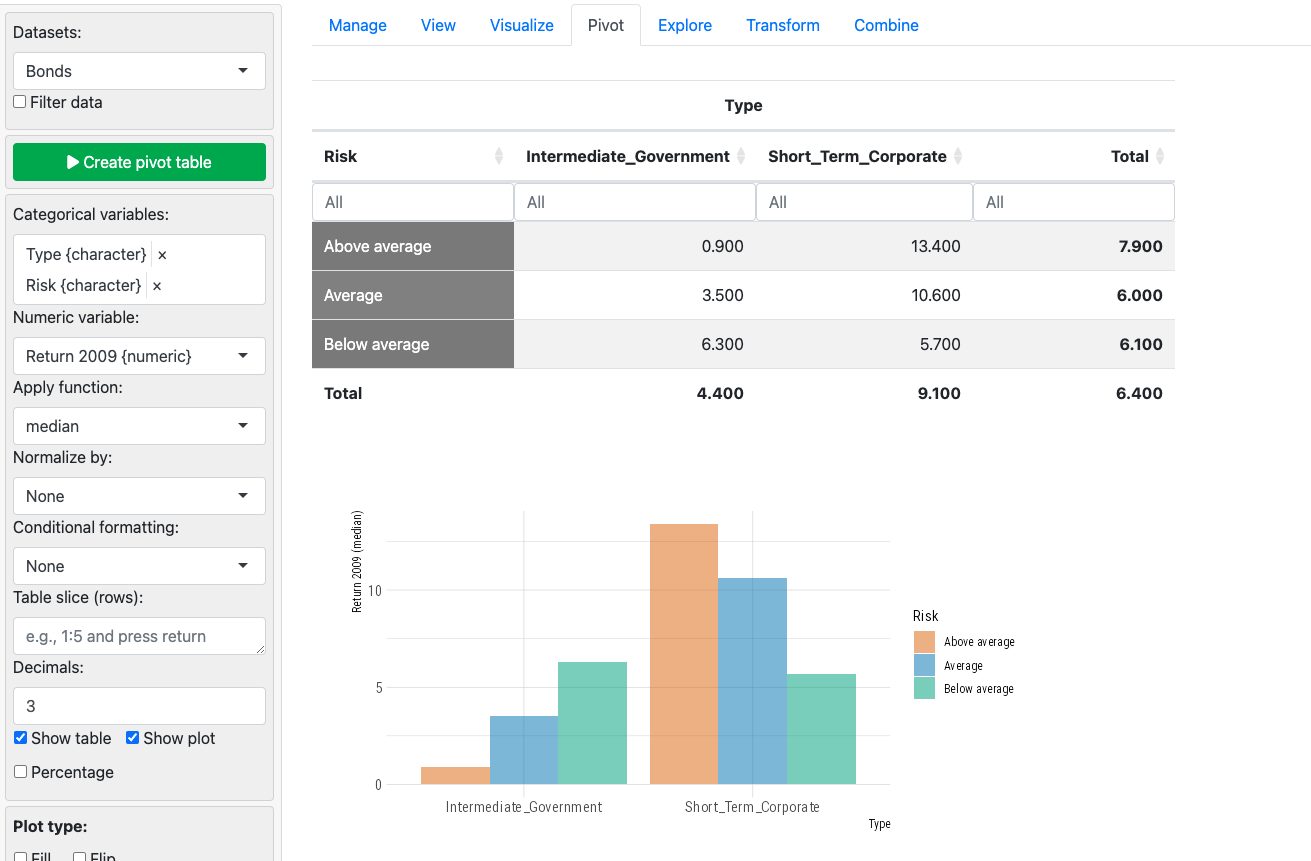 Datasets:
Bonds
Filter data
Create pivot table
Categorical variables:
Type {character} ×
Risk {character} ×
Numeric variable:
Return 2009 {numeric}
Apply function:
median
Normalize by:
None
Conditional formatting:
None
Table slice (rows):
e.g., 1:5 and press return
Decimals:
3
Show table Show plot
Percentage
Plot type:
Fill Flip
Manage View Visualize Pivot Explore Transform Combine
Type
Risk Intermediate_Government Short_Term_Corporate Total
All All All All
Above average 0.900 13.400 7.900
Average 3.500 10.600 6.000
Below average 6.300 5.700 6.100
Total 4.400 9.100 6.400
Return 2009 (median)
10
5
0
Intermediate_Government Short_Term_Corporate
Type
Risk
Above average
Average
Below average